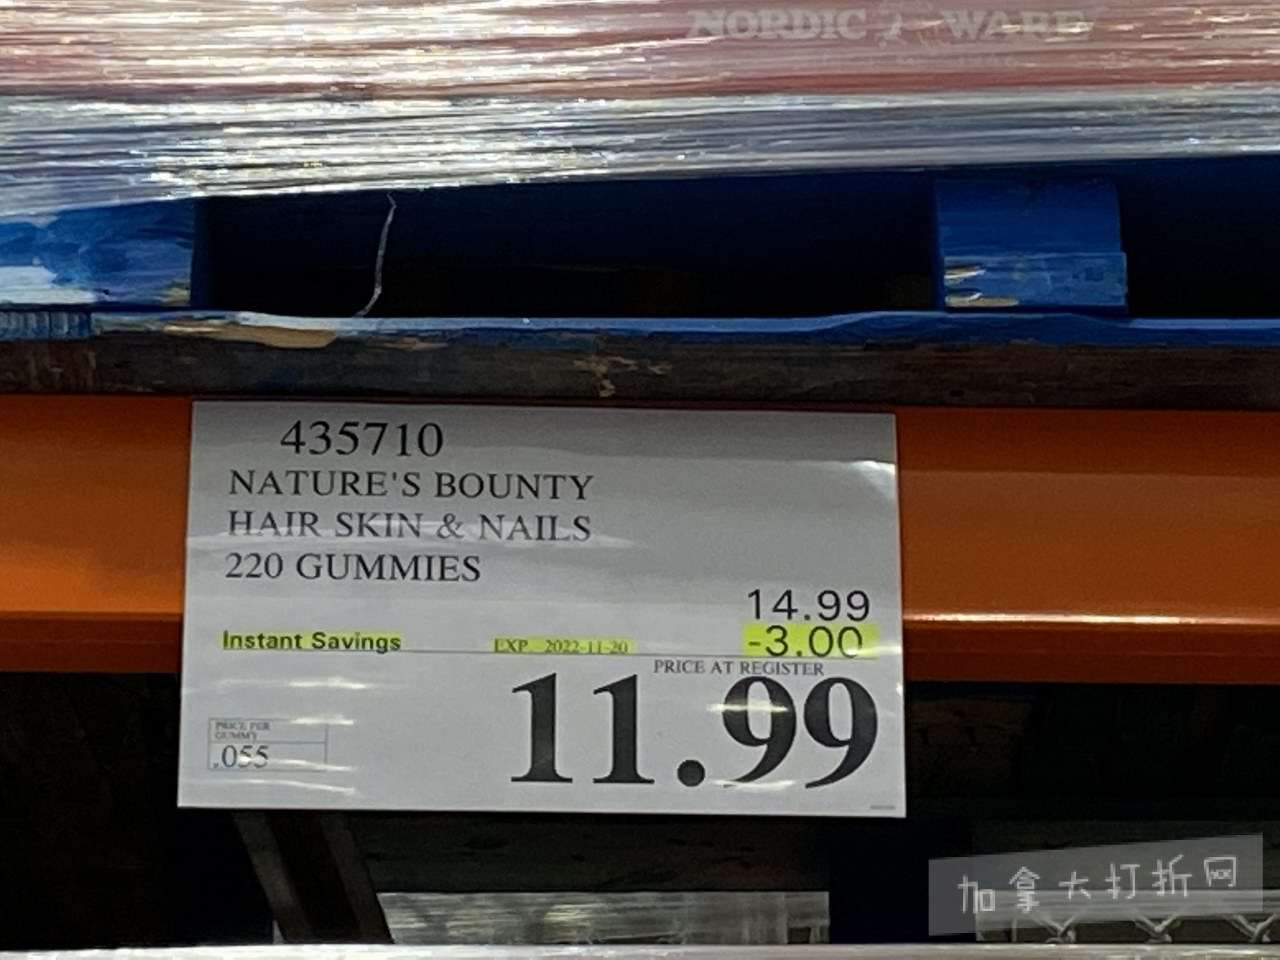 NORDIC WARE
435710
NATURE'S BOUNTY
HAIR SKIN & NAILS
220 GUMMIES
14.99
Instant Savings EXP. 2022-11-20 -3.00
PRICE AT REGISTER
11.99
PRICE PER
GUMMY
.055
加拿大打折网